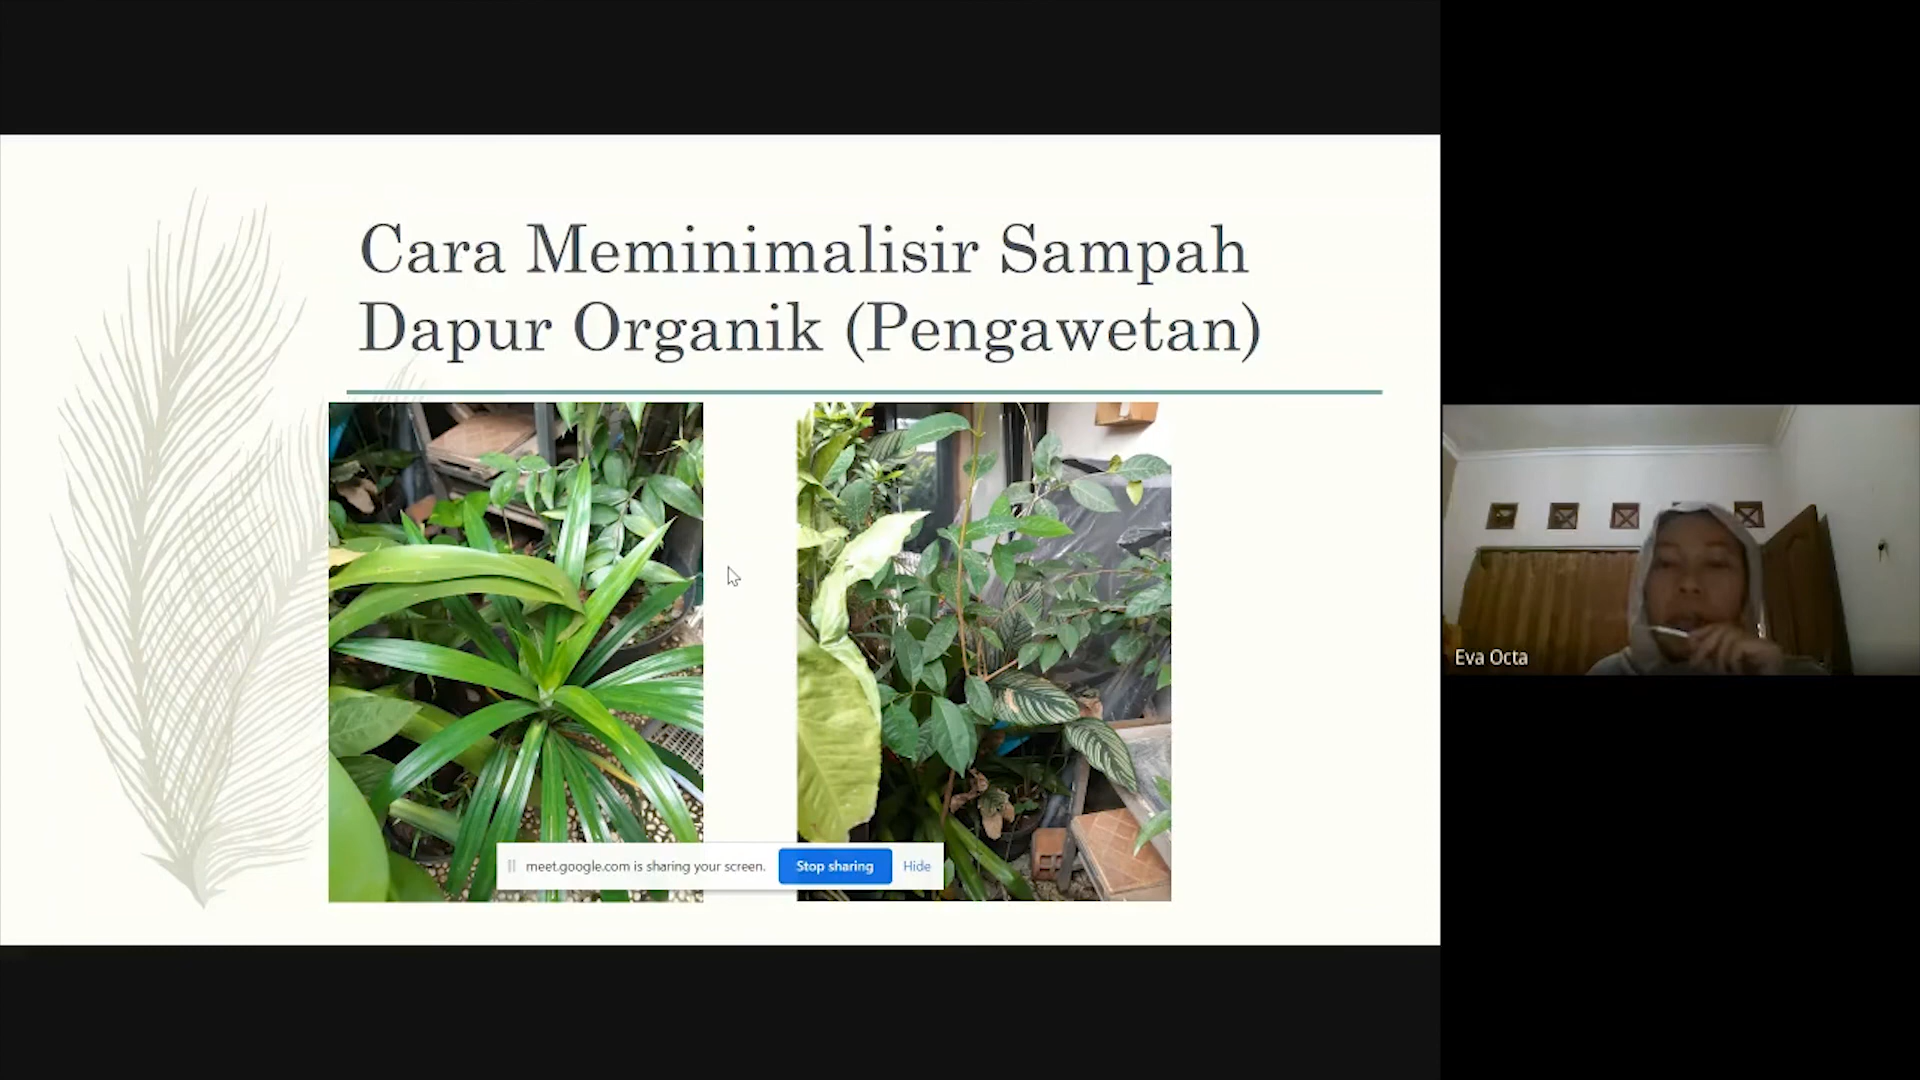 Cara Meminimalisir Sampah
Dapur Organik (Pengawetan)
meet.google.com is sharing your screen. Stop sharing Hide
Eva Octa